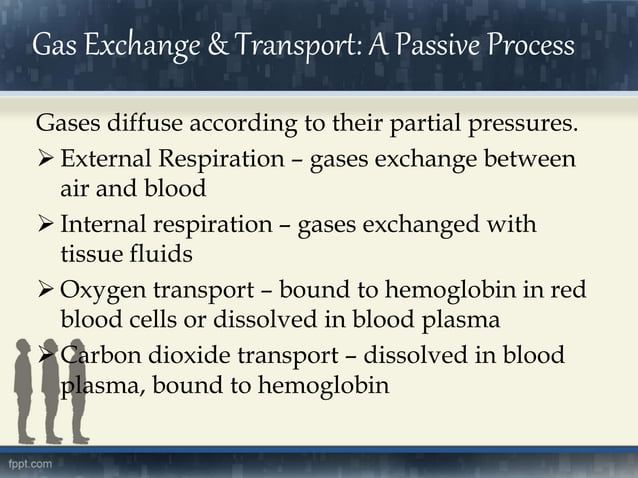 Gas Exchange & Transport: A Passive Process
Gases diffuse according to their partial pressures.
➢ External Respiration – gases exchange between
air and blood
➢ Internal respiration – gases exchanged with
tissue fluids
➢ Oxygen transport – bound to hemoglobin in red
blood cells or dissolved in blood plasma
➢ Carbon dioxide transport – dissolved in blood
plasma, bound to hemoglobin
fppt.com